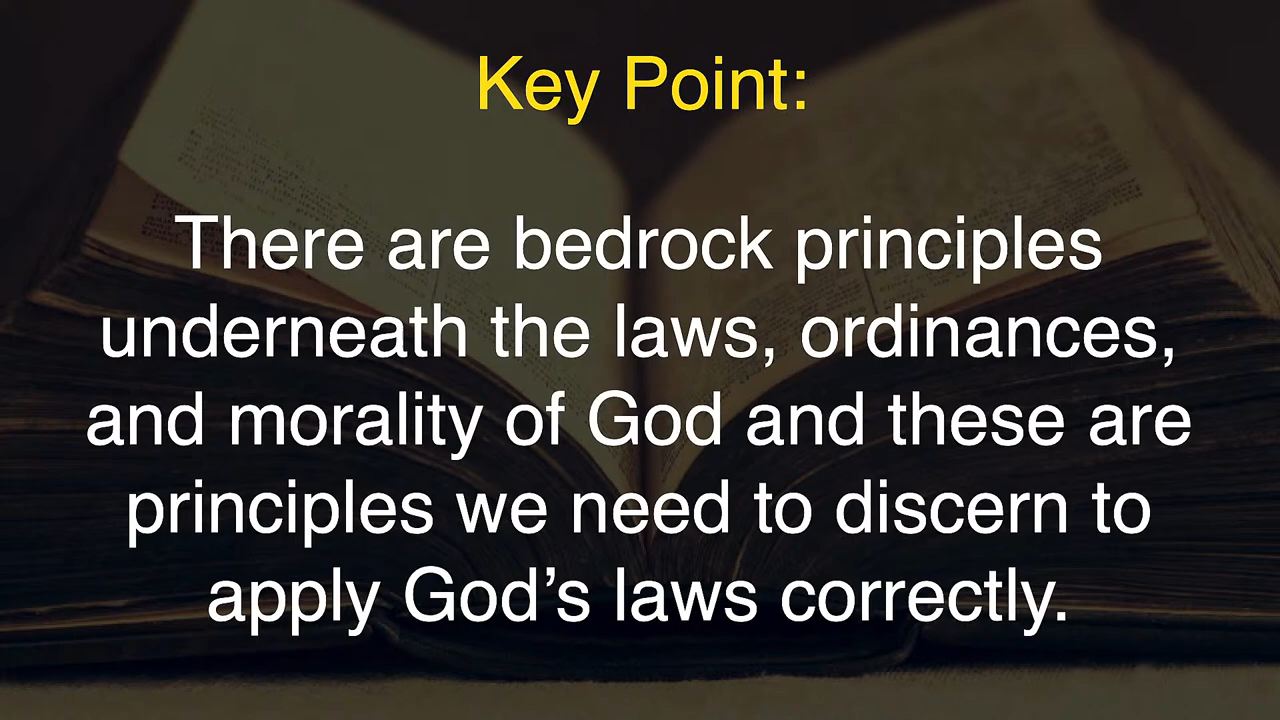 Key Point:
There are bedrock principles
underneath the laws, ordinances,
and morality of God and these are
principles we need to discern to
apply God’s laws correctly.